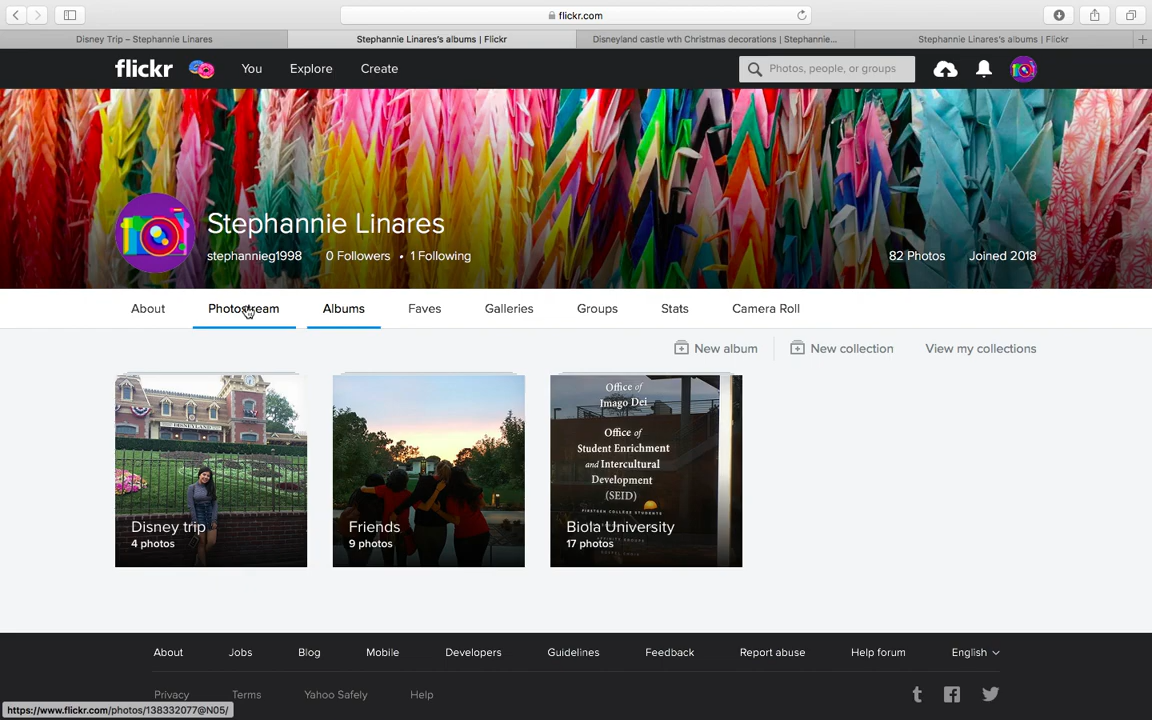 flickr.com
Disney Trip – Stephannie Linares
Stephannie Linares's albums | Flickr
Disneyland castle wth Christmas decorations | Stephannie...
Stephannie Linares's albums | Flickr
flickr
You
Explore
Create
Photos, people, or groups
Stephannie Linares
stephannieg1998
0 Followers • 1 Following
82 Photos
Joined 2018
About
Photostream
Albums
Faves
Galleries
Groups
Stats
Camera Roll
New album
New collection
View my collections
DISNEYLAND
Disney trip
4 photos
Friends
9 photos
Office of
Imago Dei
Office of
Student Enrichment
and Intercultural
Development
(SEID)
Biola University
17 photos
About
Jobs
Blog
Mobile
Developers
Guidelines
Feedback
Report abuse
Help forum
English
Privacy
Terms
Yahoo Safely
Help
https://www.flickr.com/photos/138332077@N05/